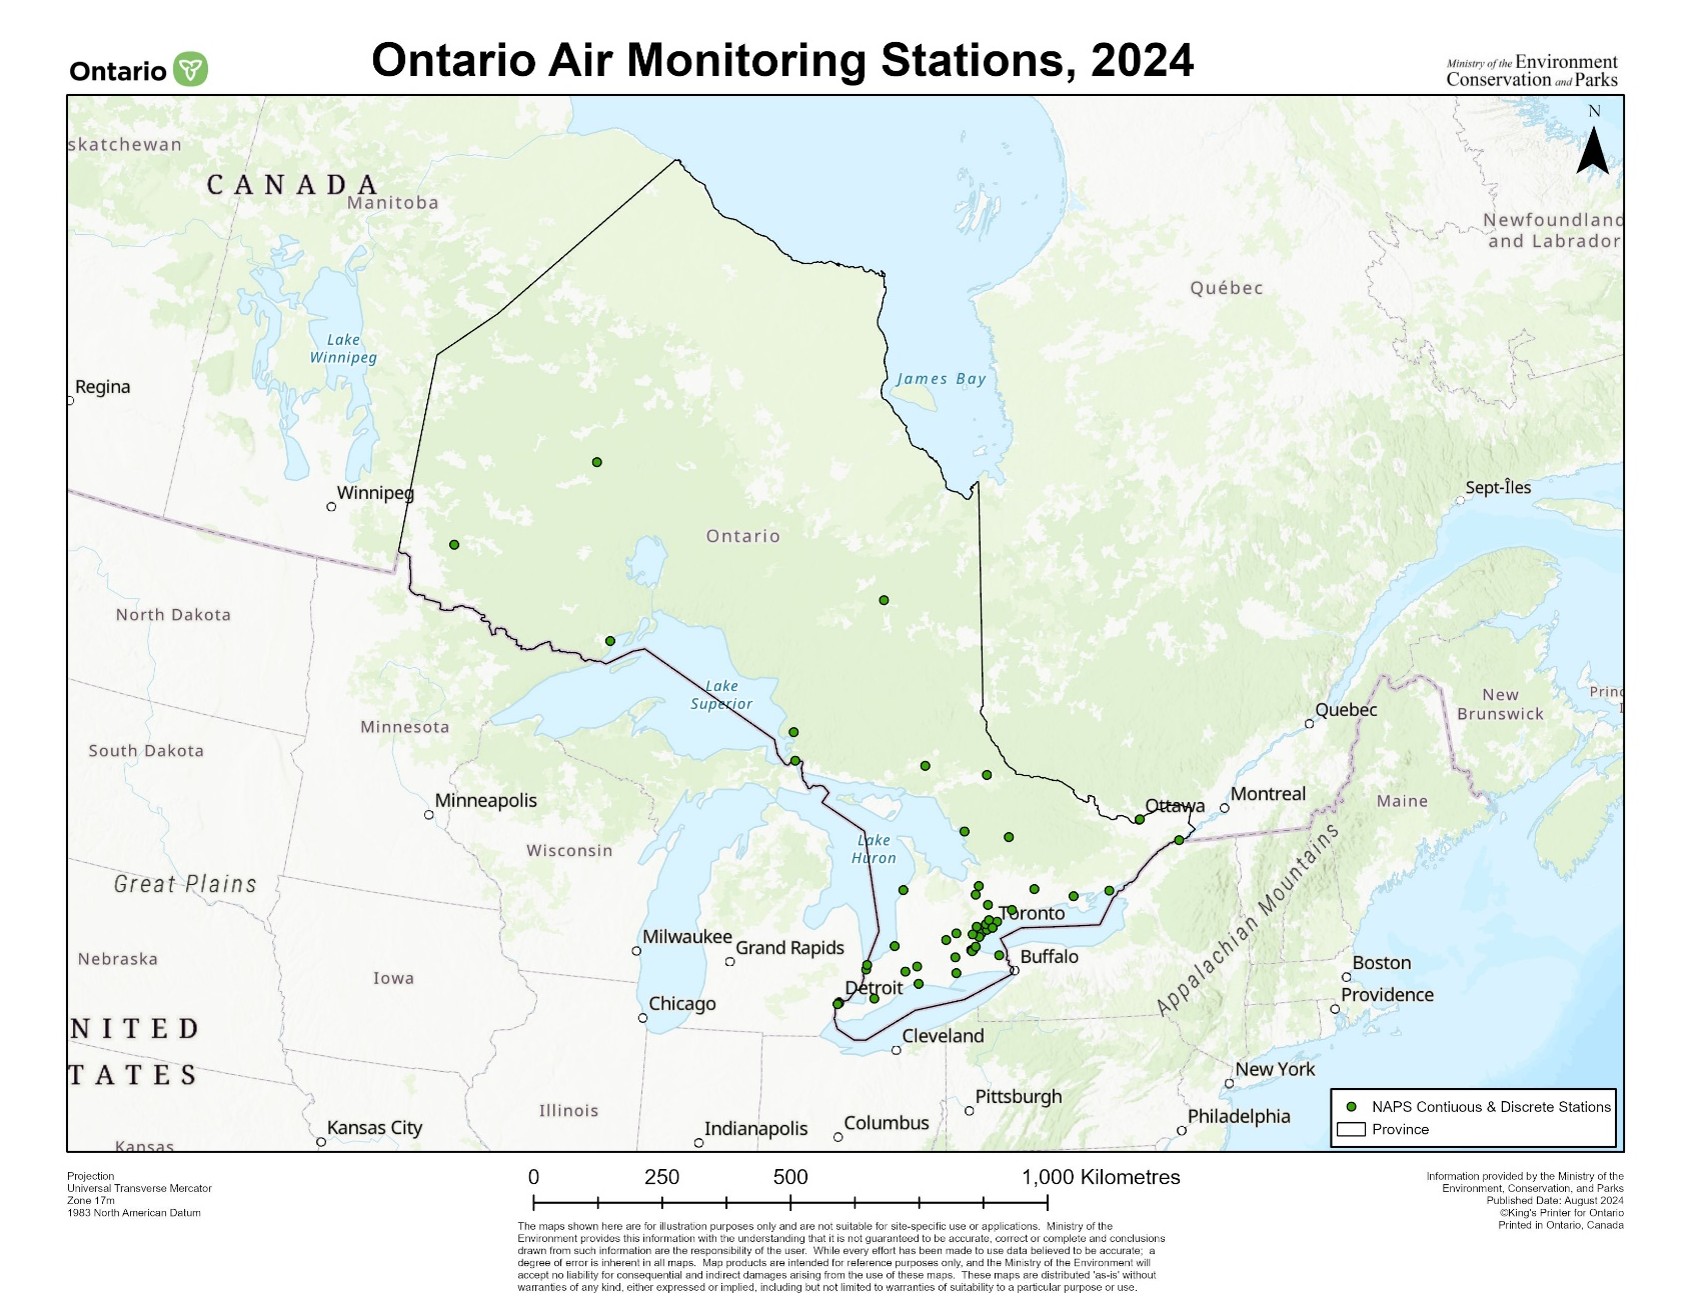 Ontario
Ontario Air Monitoring Stations, 2024
Ministry of the Environment
Conservation and Parks
N
skatchewan
CANADA
Manitoba
Newfoundland
and Labrador
Québec
Lake
Winnipeg
James Bay
Regina
Winnipeg
Sept-Îles
Ontario
North Dakota
Lake
Superior
New
Brunswick
Princ
Quebec
Minnesota
South Dakota
Minneapolis
Ottawa
Montreal
Maine
Lake
Huron
Wisconsin
Great Plains
Appalachian Mountains
Toronto
Milwaukee
Grand Rapids
Buffalo
Nebraska
Iowa
Detroit
Boston
Providence
Chicago
NITED
TATES
Cleveland
New York
Illinois
Pittsburgh
Philadelphia
Kansas City
Indianapolis
Columbus
Kansas
NAPS Contiuous & Discrete Stations
Province
Projection
Universal Transverse Mercator
Zone 17m
1983 North American Datum
0 250 500 1,000 Kilometres
Information provided by the Ministry of the
Environment, Conservation, and Parks
Published Date: August 2024
©King's Printer for Ontario
Printed in Ontario, Canada
The maps shown here are for illustration purposes only and are not suitable for site-specific use or applications. Ministry of the
Environment provides this information with the understanding that it is not guaranteed to be accurate, correct or complete and conclusions
drawn from such information are the responsibility of the user. While every effort has been made to use data believed to be accurate; a
degree of error is inherent in all maps. Map products are intended for reference purposes only, and the Ministry of the Environment will
accept no liability for consequential and indirect damages arising from the use of these maps. These maps are distributed 'as-is' without
warranties of any kind, either expressed or implied, including but not limited to warranties of suitability to a particular purpose or use.